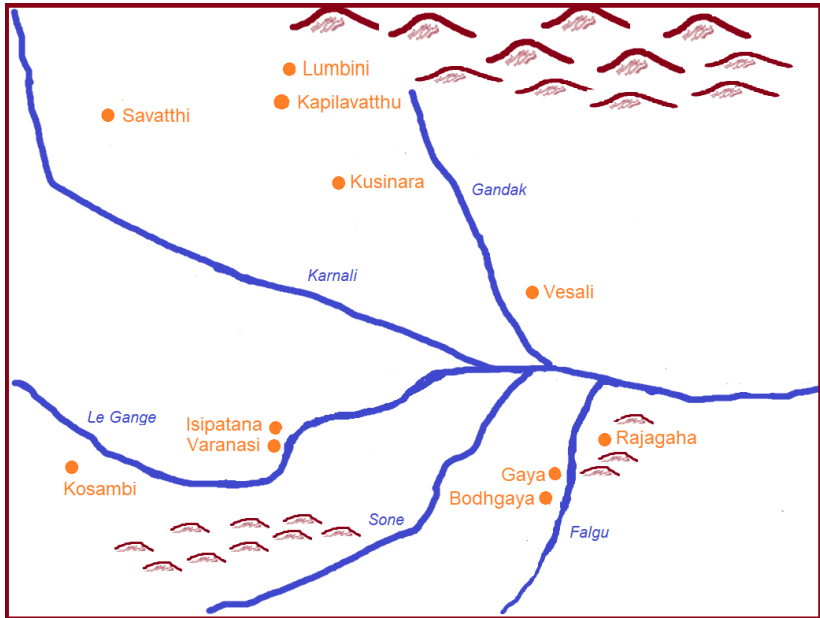 Lumbini
Kapilavatthu
Savatthi
Kusinara
Gandak
Karnali
Vesali
Le Gange
Isipatana
Varanasi
Rajagaha
Kosambi
Gaya
Bodhgaya
Sone
Falgu